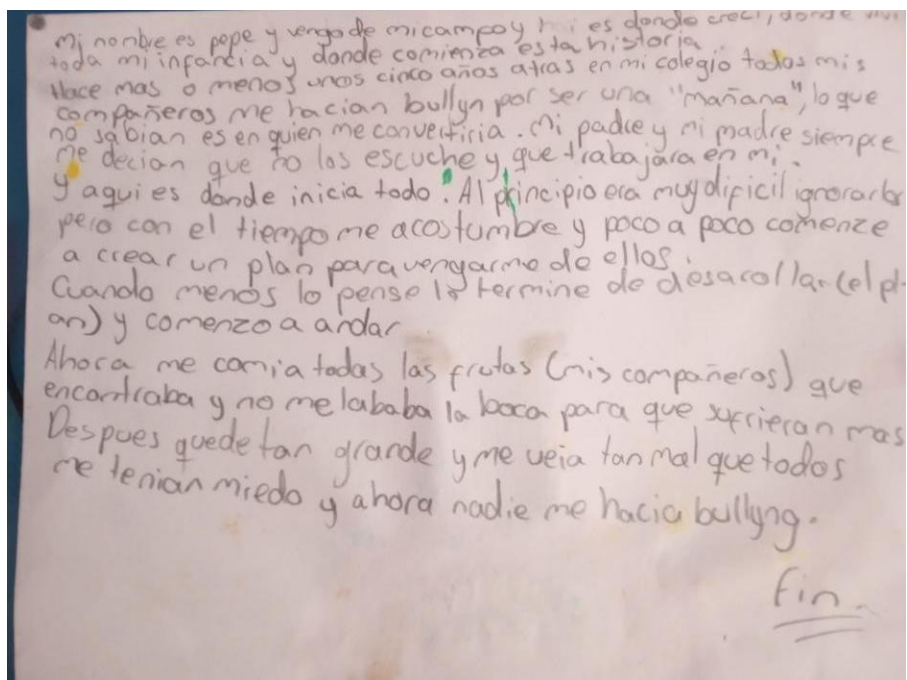 Mi nombre es pepe y vengo de mi campo y es donde creci, donde vivi
toda mi infancia y donde comienza esta historia.
Hace mas o menos unos cinco años atras en mi colegio todos mis
compañeros me hacian bullyn por ser una "mañana", lo que
no sabian es en quien me convertiria. Mi padre y mi madre siempre
me decian que no los escuche y que trabajara en mi.
y aqui es donde inicia todo. Al principio era muy dificil ignorarlos
pero con el tiempo me acostumbre y poco a poco comenze
a crear un plan para vengarme de ellos.
Cuando menos lo pense lo termine de desarollar (el pl-
an) y comenzo a andar.
Ahora me comia todas las frutas (mis compañeros) que
encontraba y no me lababa la boca para que sufrieran mas
Despues quede tan grande y me veia tan mal que todos
me tenian miedo y ahora nadie me hacia bullyng.
Fin